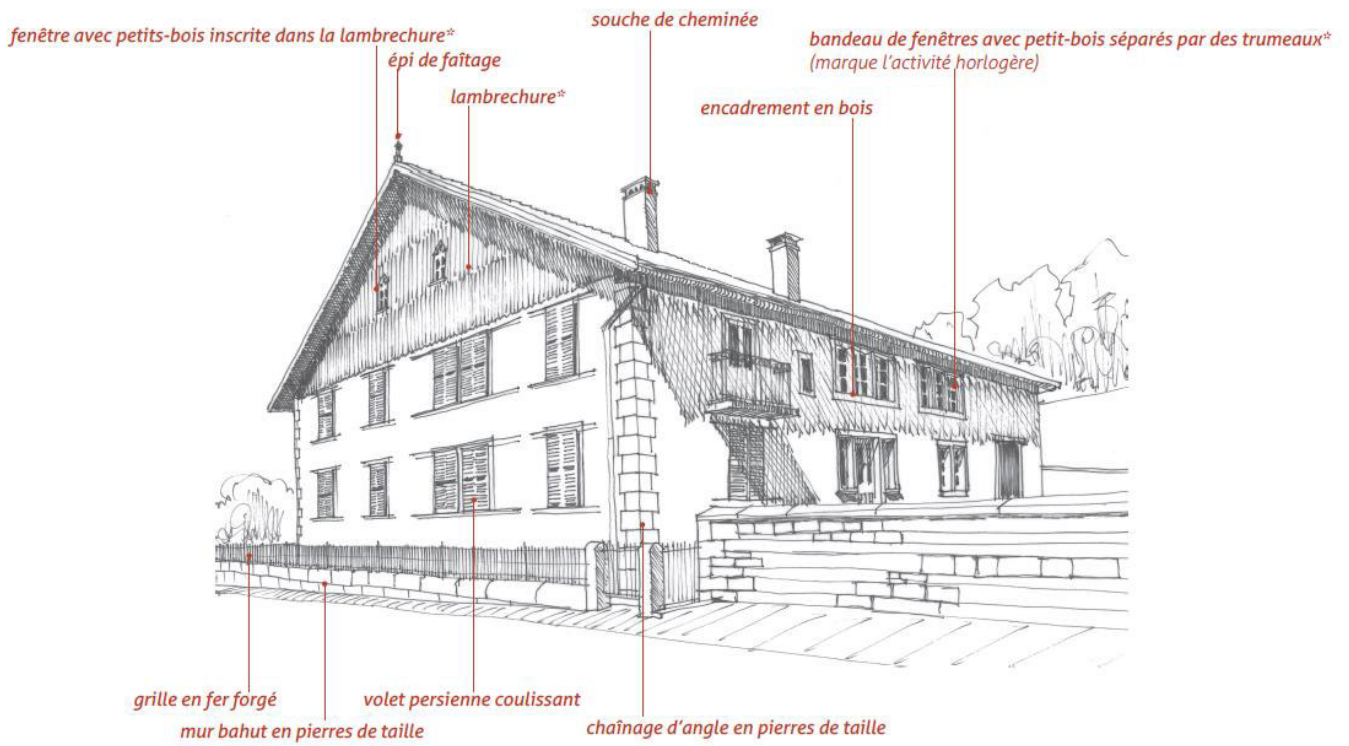 souche de cheminée
fenêtre avec petits-bois inscrite dans la lambrechure*
bandeau de fenêtres avec petit-bois séparés par des trumeaux*
(marque l'activité horlogère)
épi de faîtage
lambrechure*
encadrement en bois
grille en fer forgé
volet persienne coulissant
mur bahut en pierres de taille
chaînage d'angle en pierres de taille